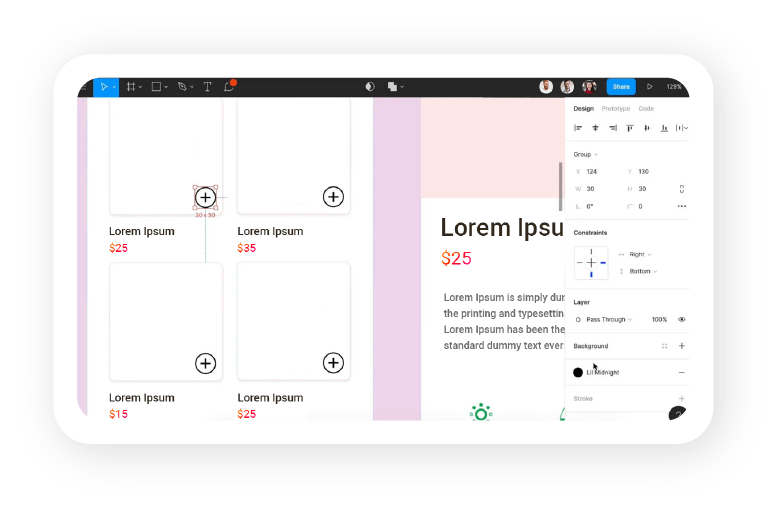 Share
125%
Design Prototype Code
Group
X 124 Y 130
W 30 H 30
0° 0
Constraints
Right
Bottom
Layer
Pass Through 100%
Background
Lil Midnight
Stroke
30 x 30
Lorem Ipsum
$25
Lorem Ipsum
$35
Lorem Ipsum
$15
Lorem Ipsum
$25
Lorem Ipsu
$25
Lorem Ipsum is simply dur
the printing and typesettin
Lorem Ipsum has been the
standard dummy text ever